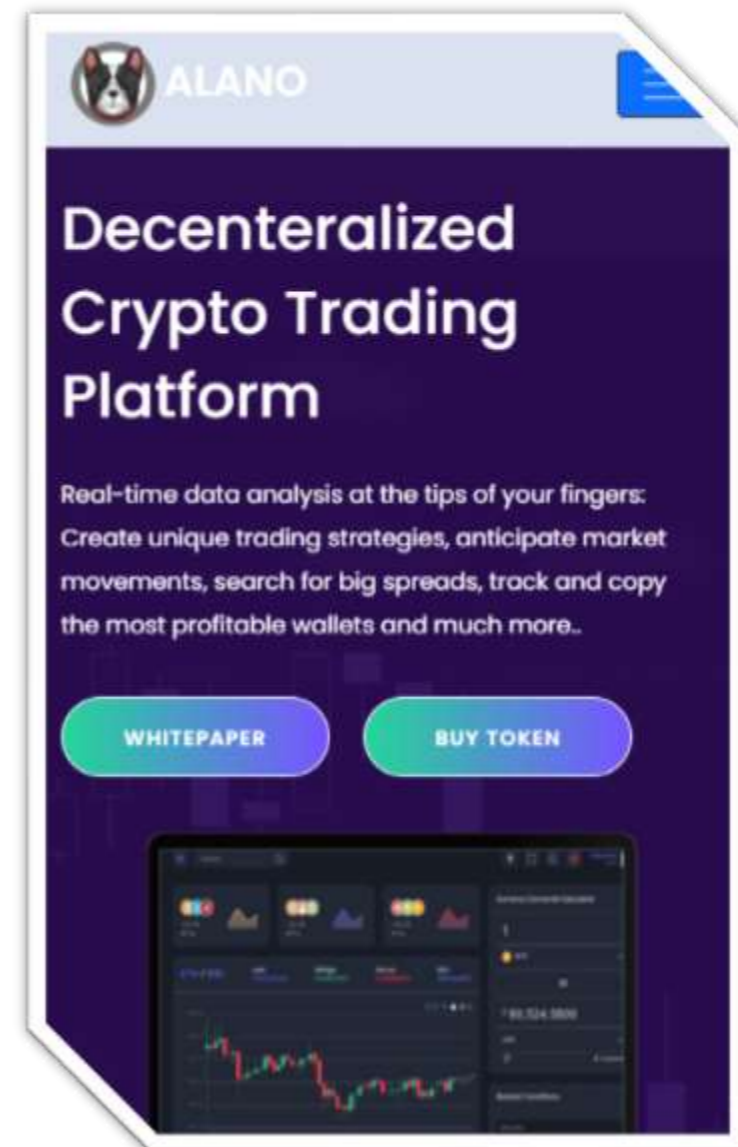 ALANO
Decenteralized
Crypto Trading
Platform
Real-time data analysis at the tips of your fingers:
Create unique trading strategies, anticipate market
movements, search for big spreads, track and copy
the most profitable wallets and much more..
WHITEPAPER BUY TOKEN
1